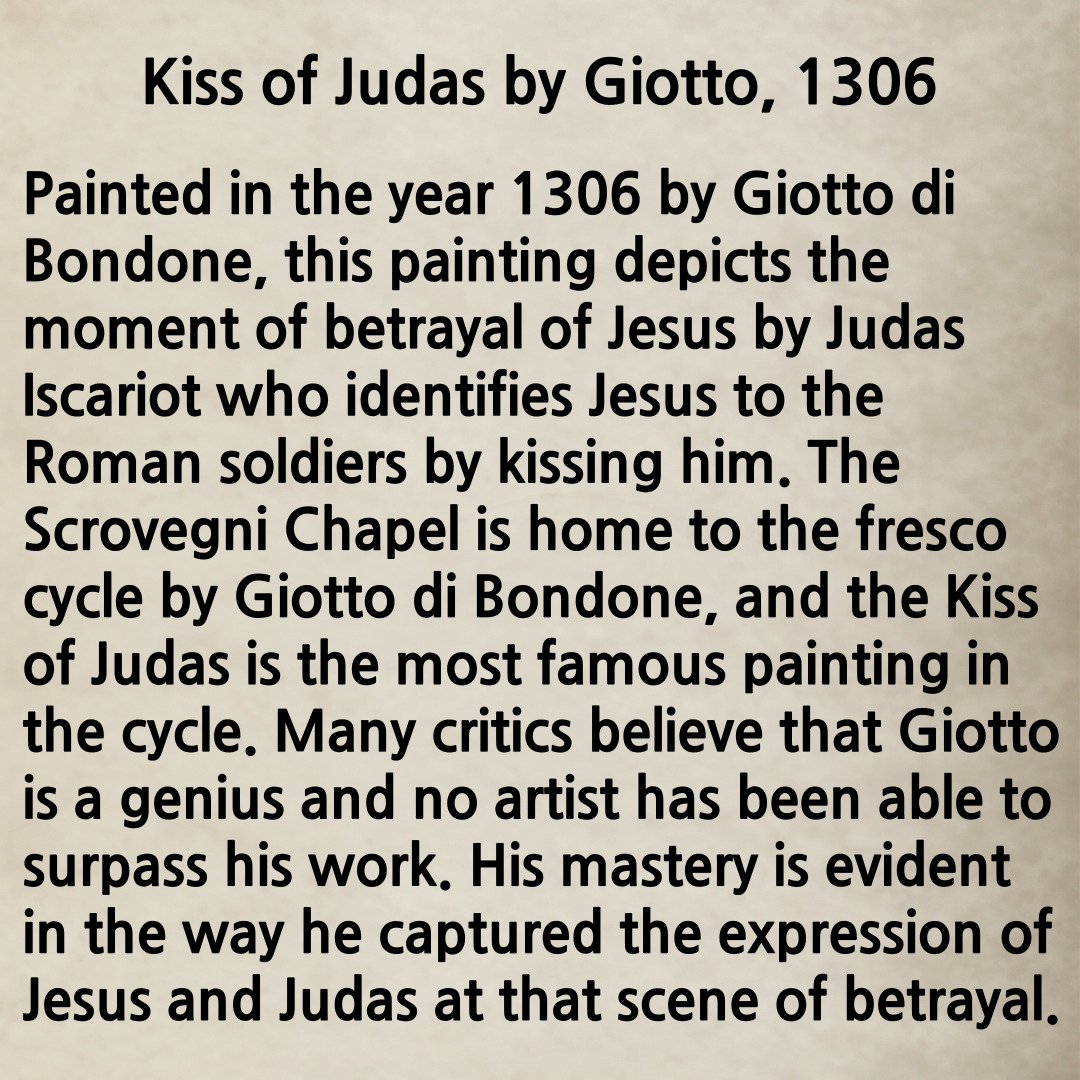 Kiss of Judas by Giotto, 1306
Painted in the year 1306 by Giotto di
Bondone, this painting depicts the
moment of betrayal of Jesus by Judas
Iscariot who identifies Jesus to the
Roman soldiers by kissing him. The
Scrovegni Chapel is home to the fresco
cycle by Giotto di Bondone, and the Kiss
of Judas is the most famous painting in
the cycle. Many critics believe that Giotto
is a genius and no artist has been able to
surpass his work. His mastery is evident
in the way he captured the expression of
Jesus and Judas at that scene of betrayal.